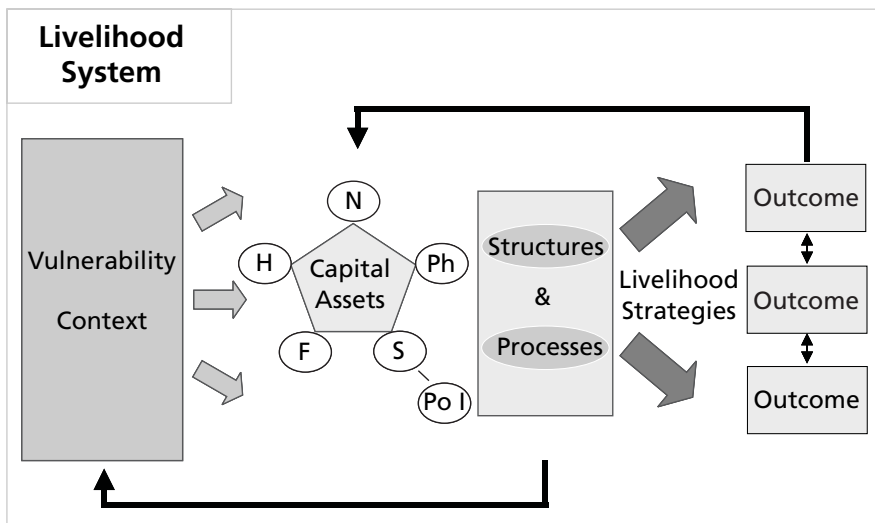 Livelihood
System
Vulnerability
Context
N
H
Ph
Capital
Assets
F
S
Po l
Structures
&
Processes
Livelihood
Strategies
Outcome
Outcome
Outcome